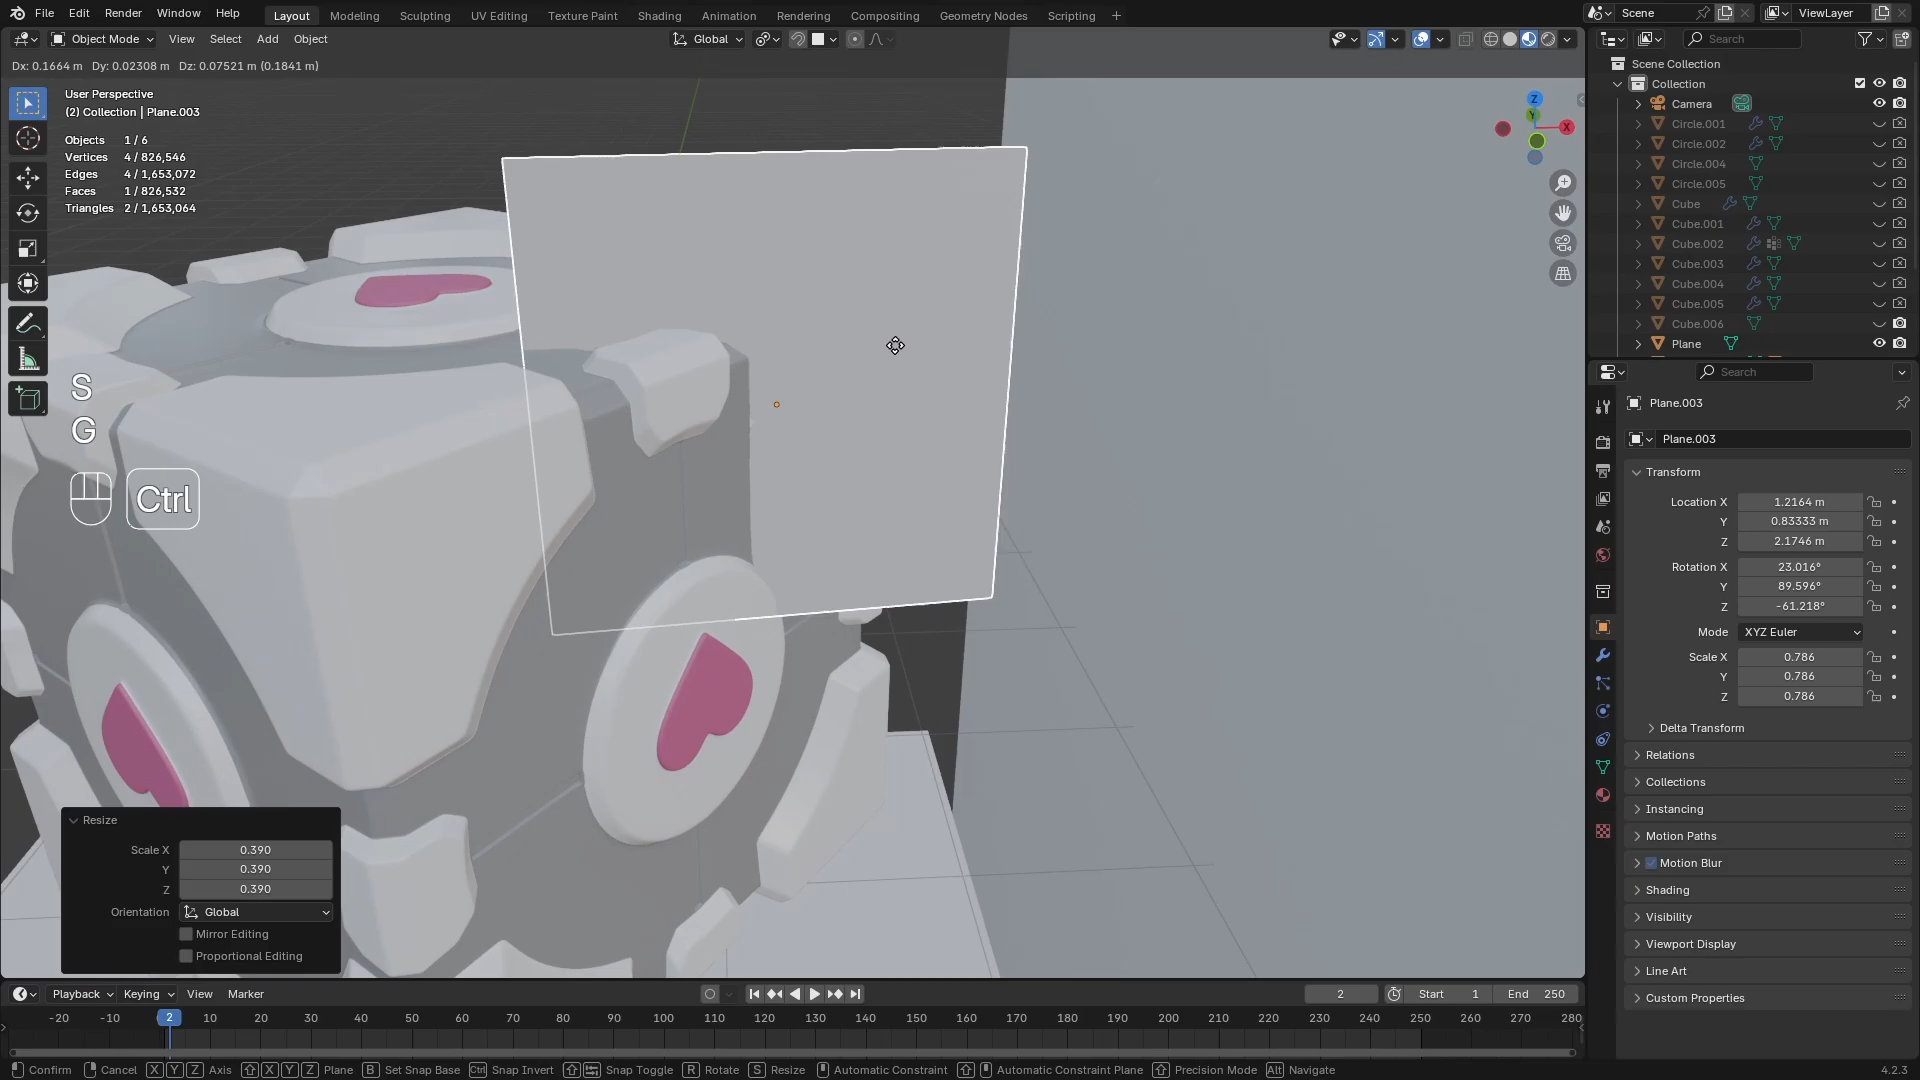 File Edit Render Window Help Layout Modeling Sculpting UV Editing Texture Paint Shading Animation Rendering Compositing Geometry Nodes Scripting + Scene ViewLayer
Object Mode View Select Add Object Global Search
Dx: 0.1664 m Dy: 0.02308 m Dz: 0.07521 m (0.1841 m)
User Perspective
(2) Collection | Plane.003
Objects 1 / 6
Vertices 4 / 826,546
Edges 4 / 1,653,072
Faces 1 / 826,532
Triangles 2 / 1,653,064
Z
Y
X
S
G
Ctrl
Resize
Scale X 0.390
Y 0.390
Z 0.390
Orientation Global
Mirror Editing
Proportional Editing
Scene Collection
Collection
Camera
Circle.001
Circle.002
Circle.004
Circle.005
Cube
Cube.001
Cube.002
Cube.003
Cube.004
Cube.005
Cube.006
Plane
Search
Plane.003
Plane.003
Transform
Location X 1.2164 m
Y 0.83333 m
Z 2.1746 m
Rotation X 23.016°
Y 89.596°
Z -61.218°
Mode XYZ Euler
Scale X 0.786
Y 0.786
Z 0.786
Delta Transform
Relations
Collections
Instancing
Motion Paths
Motion Blur
Shading
Visibility
Viewport Display
Line Art
Custom Properties
Playback Keying View Marker 2 Start 1 End 250
-20 -10 2 10 20 30 40 50 60 70 80 90 100 110 120 130 140 150 160 170 180 190 200 210 220 230 240 250 260 270 280
Confirm Cancel X Y Z Axis X Y Z Plane B Set Snap Base Ctrl Snap Invert Snap Toggle R Rotate S Resize Automatic Constraint Automatic Constraint Plane Precision Mode Alt Navigate 4.2.3